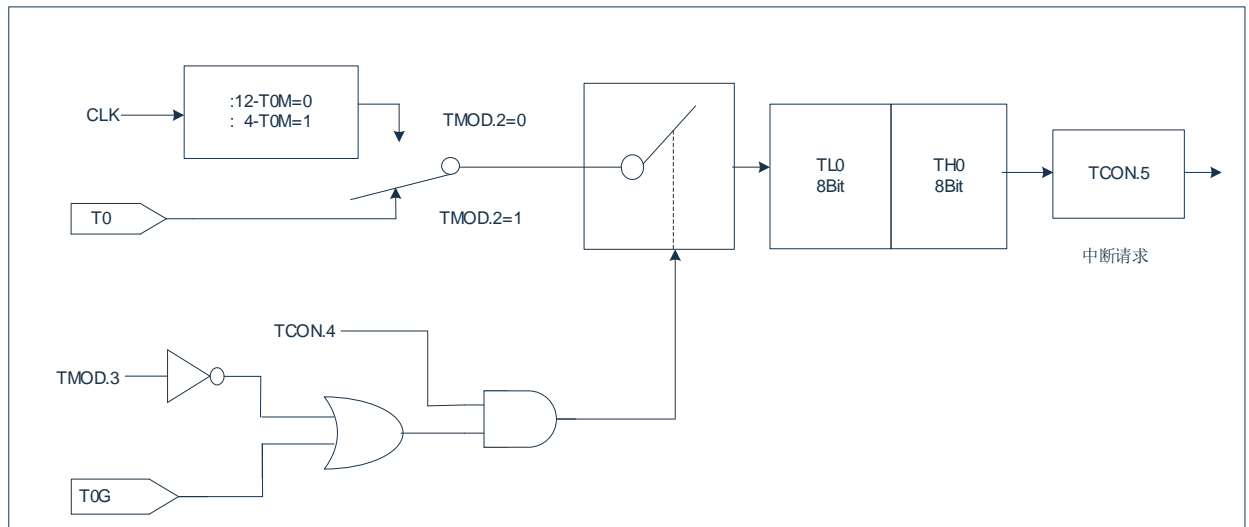 :12-T0M=0
: 4-T0M=1
CLK
TMOD.2=0
T0
TMOD.2=1
TL0
8Bit
TH0
8Bit
TCON.5
中断请求
TCON.4
TMOD.3
T0G